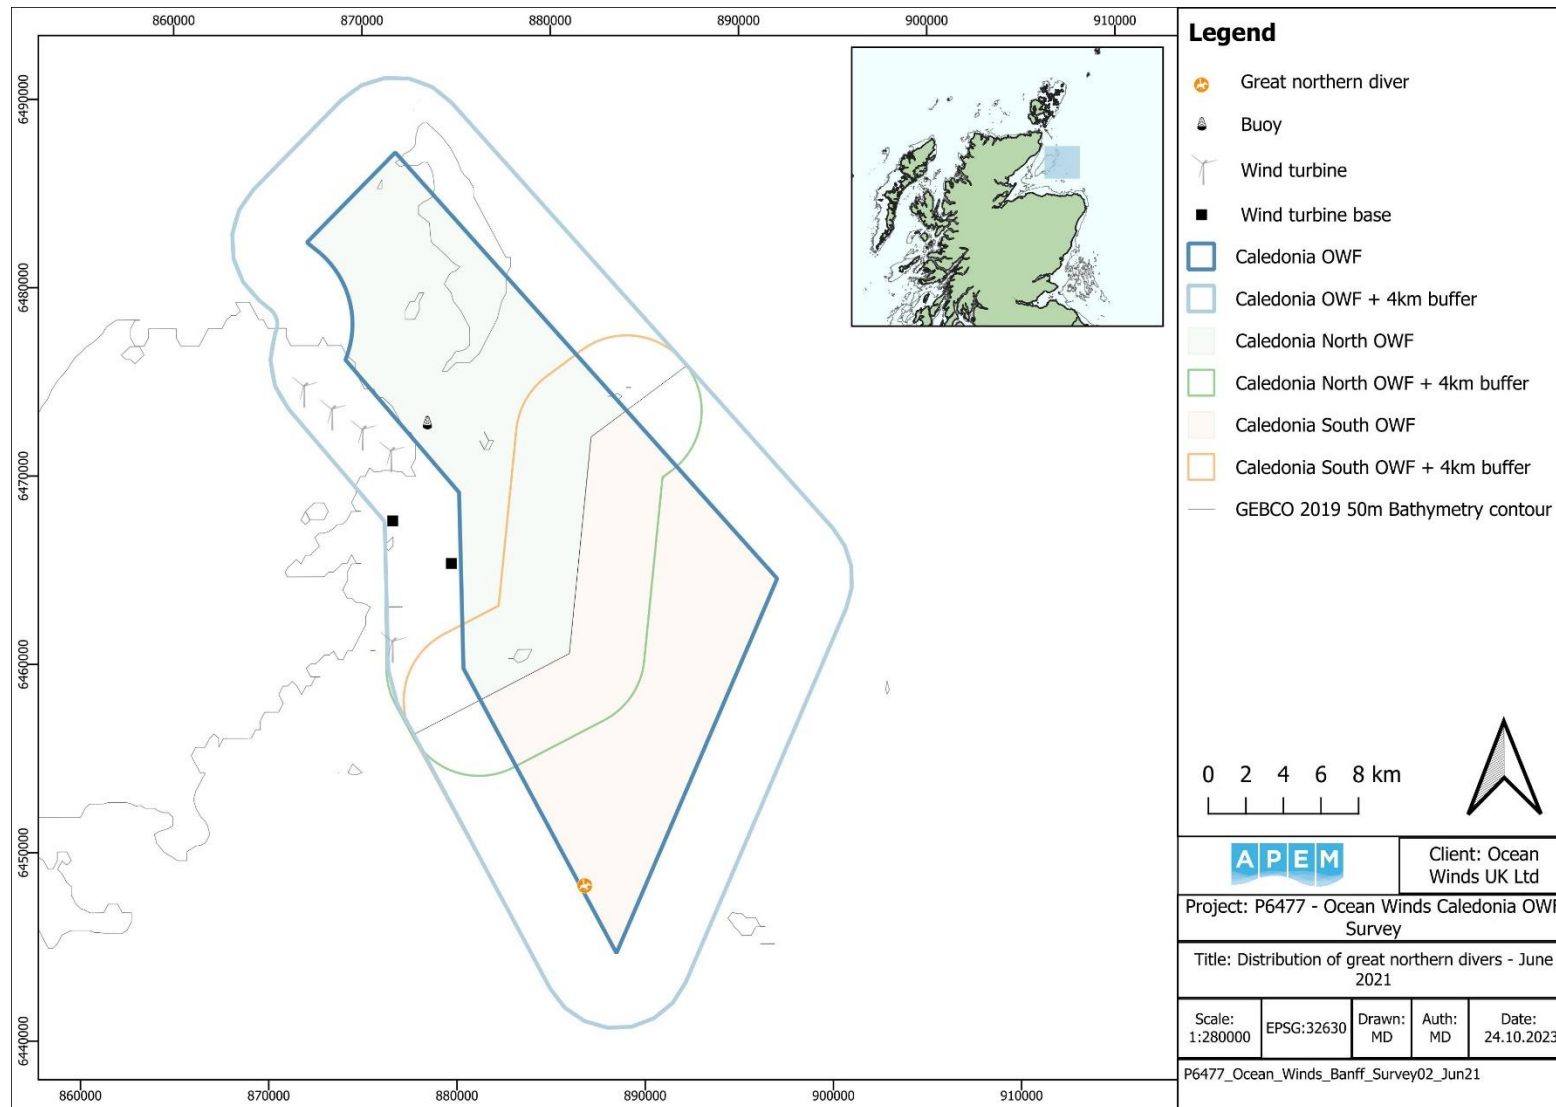 860000
870000
880000
890000
900000
910000
6490000
6480000
6470000
6460000
6450000
6440000
860000
870000
880000
890000
900000
910000
Legend
Great northern diver
Buoy
Wind turbine
Wind turbine base
Caledonia OWF
Caledonia OWF + 4km buffer
Caledonia North OWF
Caledonia North OWF + 4km buffer
Caledonia South OWF
Caledonia South OWF + 4km buffer
GEBCO 2019 50m Bathymetry contour
0 2 4 6 8 km
APEM
Client: Ocean
Winds UK Ltd
Project: P6477 - Ocean Winds Caledonia OWF
Survey
Title: Distribution of great northern divers - June
2021
Scale:
1:280000
EPSG:32630
Drawn:
MD
Auth:
MD
Date:
24.10.2023
P6477_Ocean_Winds_Banff_Survey02_Jun21